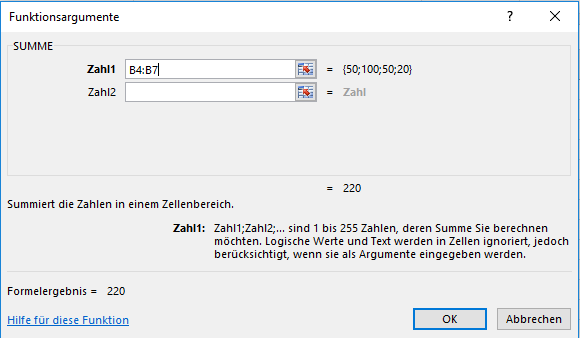 Funktionsargumente ?
SUMME
Zahl1 B4:B7 = {50;100;50;20}
Zahl2 = Zahl
= 220
Summiert die Zahlen in einem Zellenbereich.
Zahl1: Zahl1;Zahl2;... sind 1 bis 255 Zahlen, deren Summe Sie berechnen
möchten. Logische Werte und Text werden in Zellen ignoriert, jedoch
berücksichtigt, wenn sie als Argumente eingegeben werden.
Formelergebnis = 220
Hilfe für diese Funktion OK Abbrechen